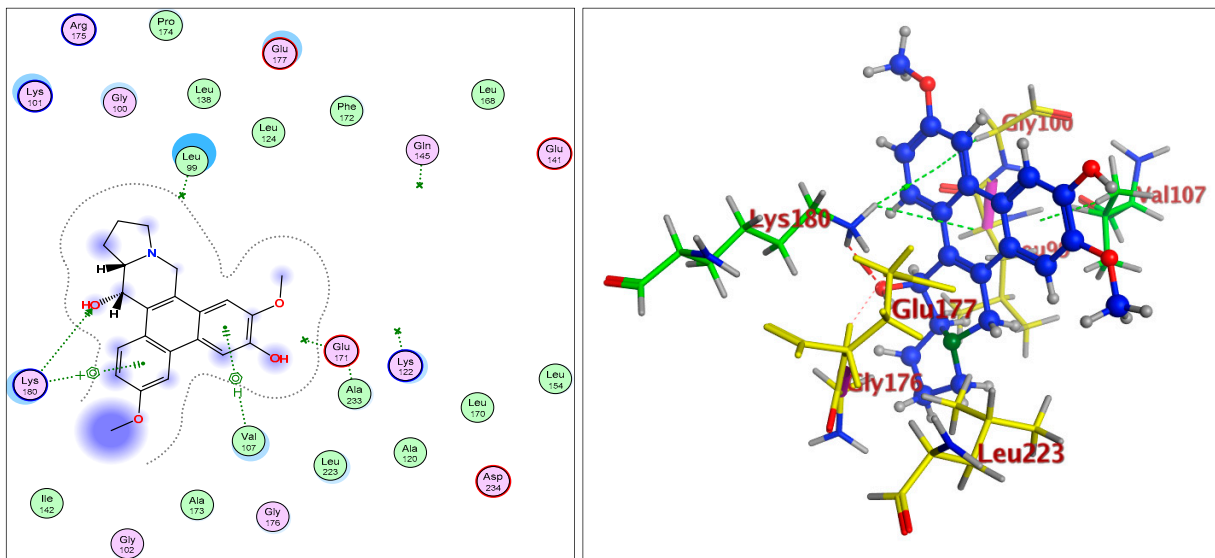 Arg
175
Pro
174
Glu
177
Lys
101
Gly
100
Leu
138
Leu
124
Phe
172
Leu
168
Gln
145
Glu
141
Leu
99
N
H
HO
H
O
OH
O
Lys
180
Glu
171
Lys
122
Ala
233
Leu
154
Leu
170
Val
107
H
Leu
223
Ala
120
Asp
234
Ile
142
Ala
173
Gly
176
Gly
102
Gly100
Val107
Lys180
Glu177
Gly176
Leu223